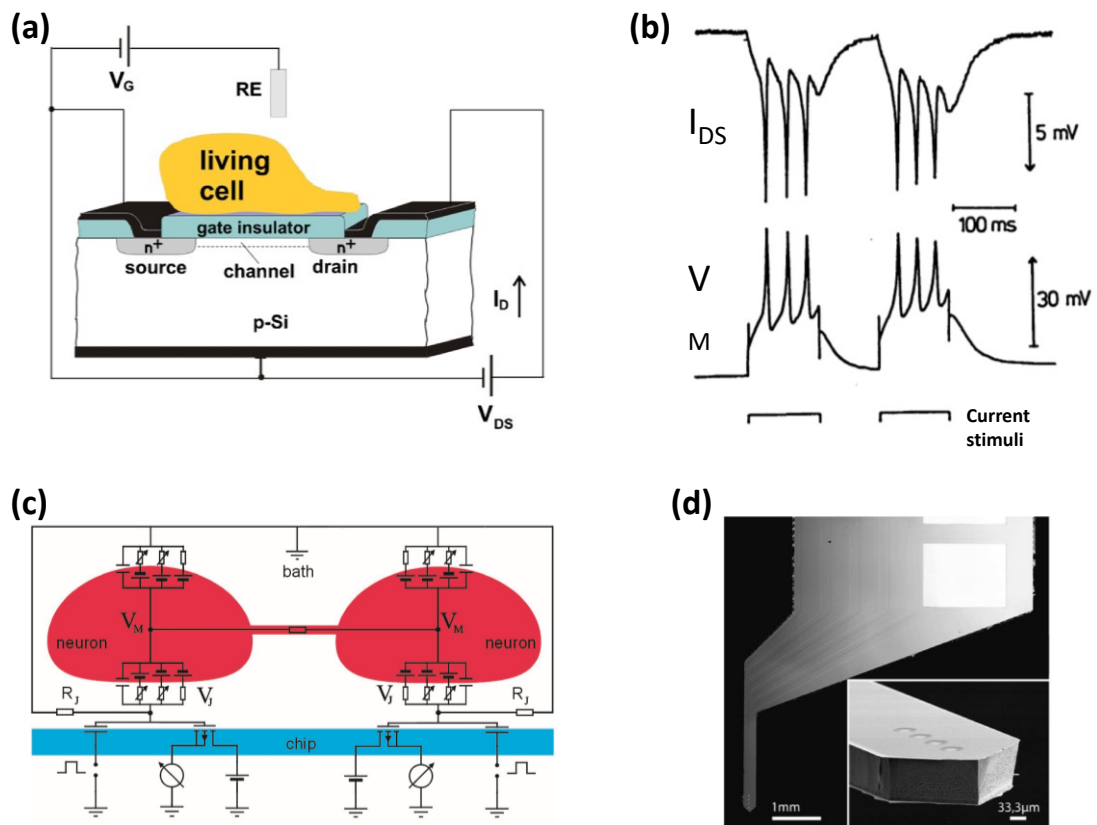 (a)
V_G
RE
living
cell
gate insulator
n+
n+
source
channel
drain
p-Si
I_D
V_DS
(b)
I_DS
5 mV
100 ms
V
M
30 mV
Current
stimuli
(c)
bath
V_M
V_M
neuron
neuron
R_J
V_J
V_J
R_J
chip
(d)
1mm
33,3µm